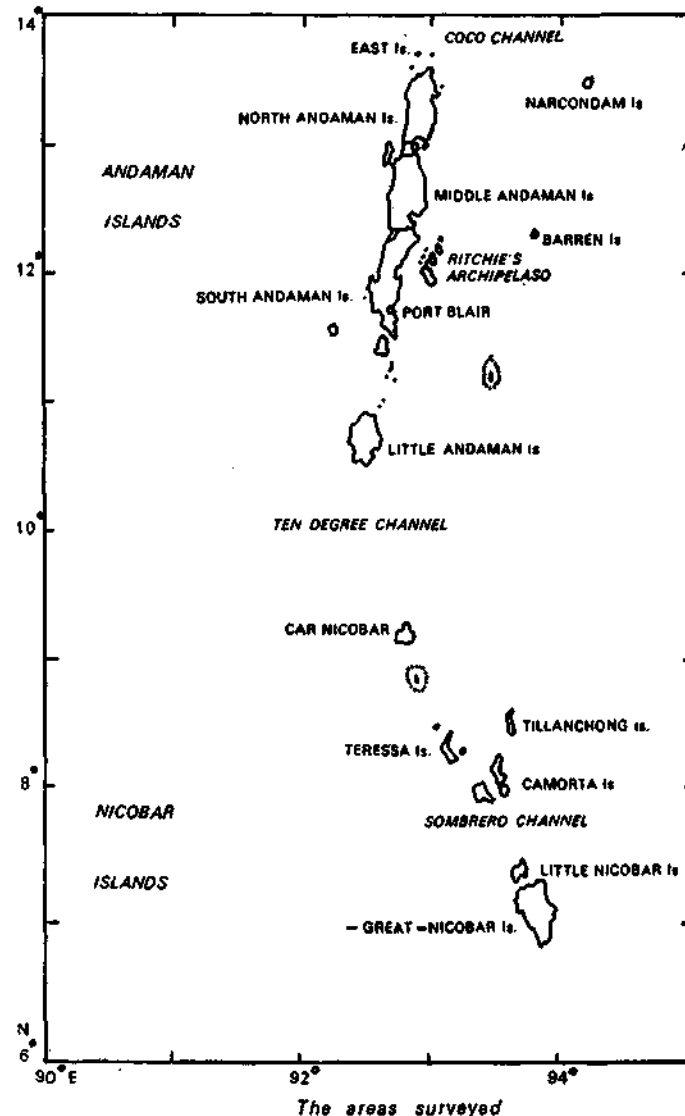 14°
COCO CHANNEL
EAST Is.
NARCONDAM Is
NORTH ANDAMAN Is.
ANDAMAN
MIDDLE ANDAMAN Is
ISLANDS
BARREN Is
12°
RITCHIE'S
ARCHIPELASO
SOUTH ANDAMAN Is.
PORT BLAIR
LITTLE ANDAMAN Is
10°
TEN DEGREE CHANNEL
CAR NICOBAR
TILLANCHONG Is.
TERESSA Is.
8°
CAMORTA Is
NICOBAR
SOMBRERO CHANNEL
LITTLE NICOBAR Is
ISLANDS
— GREAT — NICOBAR Is.
N
6°
90°E 92° 94°
The areas surveyed